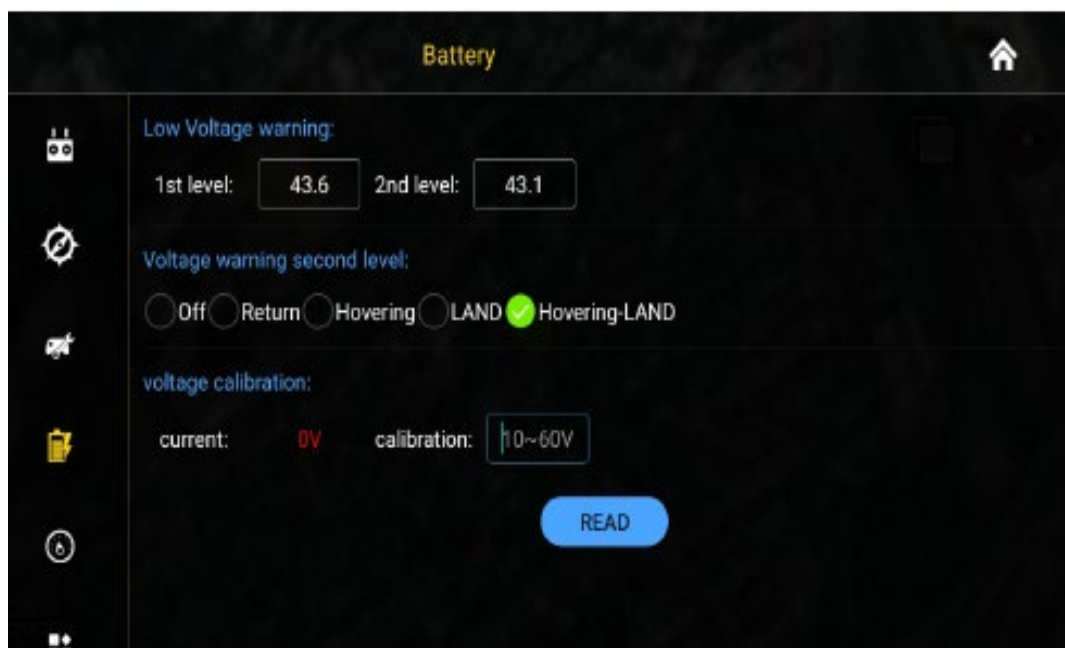 Battery
Low Voltage warning:
1st level: 43.6 2nd level: 43.1
Voltage warning second level:
Off Return Hovering LAND Hovering-LAND
voltage calibration:
current: 0V calibration: 10~60V
READ